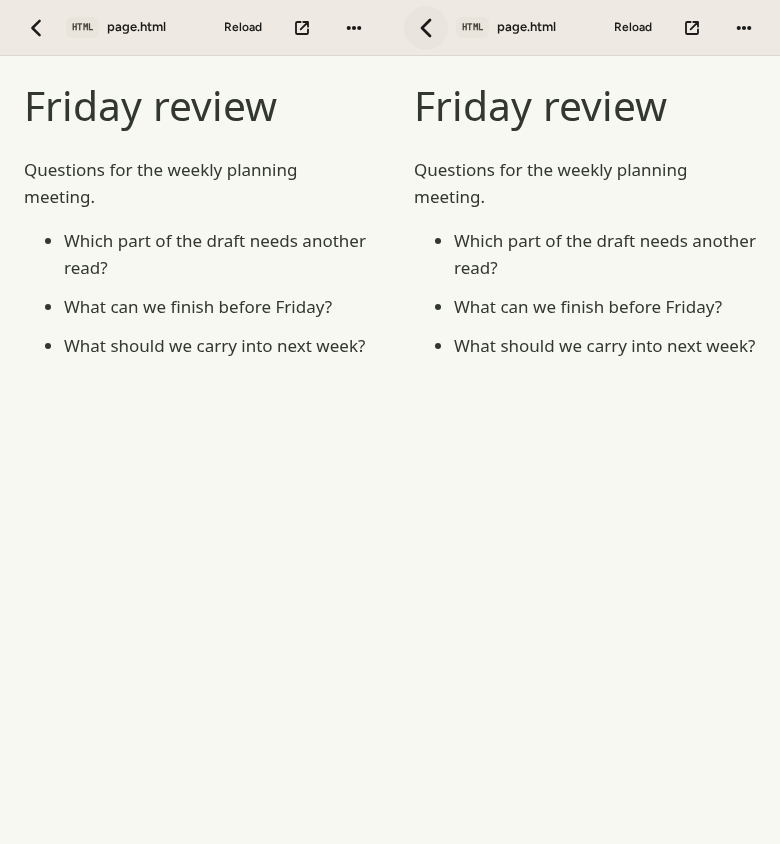 HTML page.html Reload
Friday review
Questions for the weekly planning
meeting.
Which part of the draft needs another
read?
What can we finish before Friday?
What should we carry into next week?
HTML page.html Reload
Friday review
Questions for the weekly planning
meeting.
Which part of the draft needs another
read?
What can we finish before Friday?
What should we carry into next week?